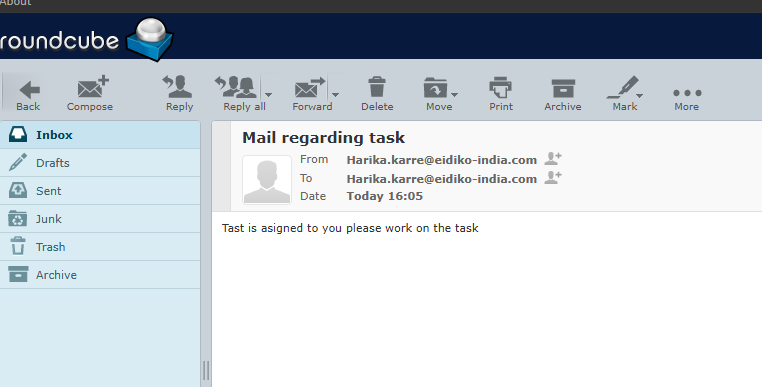 About
roundcube
Back Compose Reply Reply all Forward Delete Move Print Archive Mark More
Inbox
Drafts
Sent
Junk
Trash
Archive
Mail regarding task
From Harika.karre@eidiko-india.com
To Harika.karre@eidiko-india.com
Date Today 16:05
Tast is asigned to you please work on the task